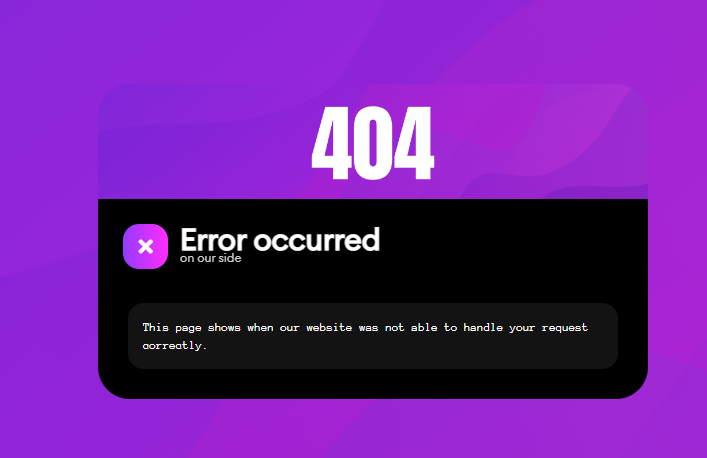 404
Error occurred
on our side
This page shows when our website was not able to handle your request
correctly.